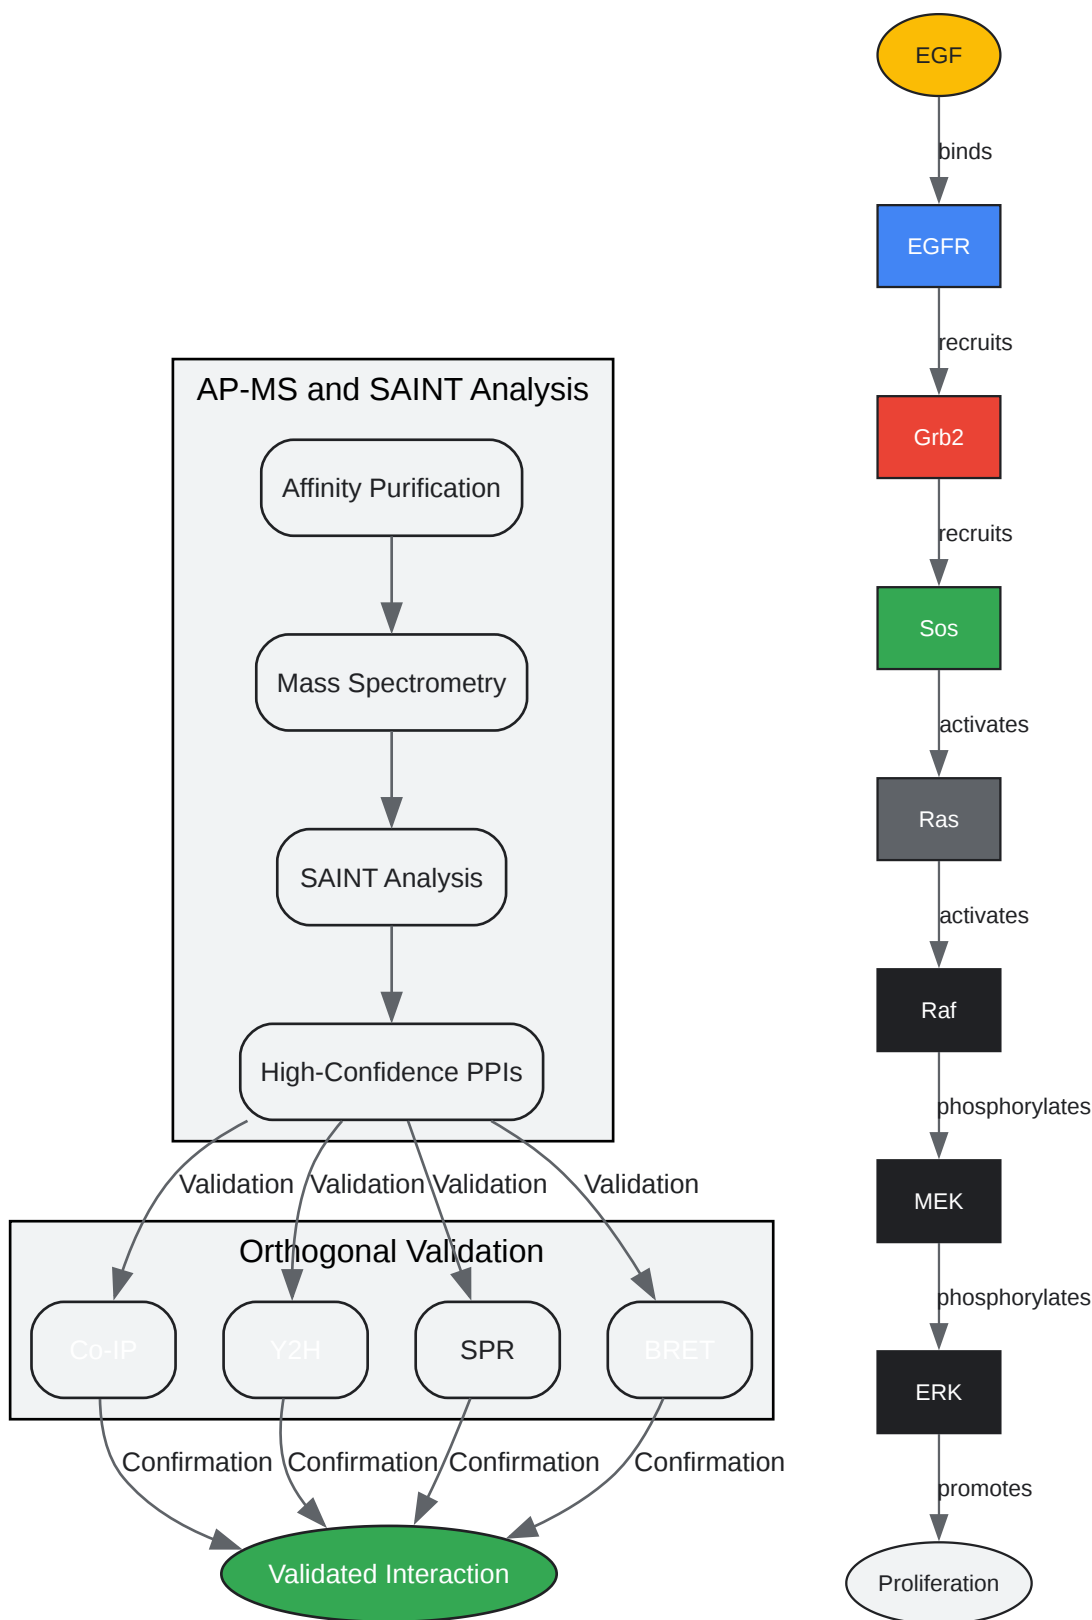 AP-MS and SAINT Analysis
Affinity Purification
Mass Spectrometry
SAINT Analysis
High-Confidence PPIs
Validation
Validation
Validation
Validation
Orthogonal Validation
Co-IP
Y2H
SPR
BRET
Confirmation
Confirmation
Confirmation
Confirmation
Validated Interaction
EGF
binds
EGFR
recruits
Grb2
recruits
Sos
activates
Ras
activates
Raf
phosphorylates
MEK
phosphorylates
ERK
promotes
Proliferation